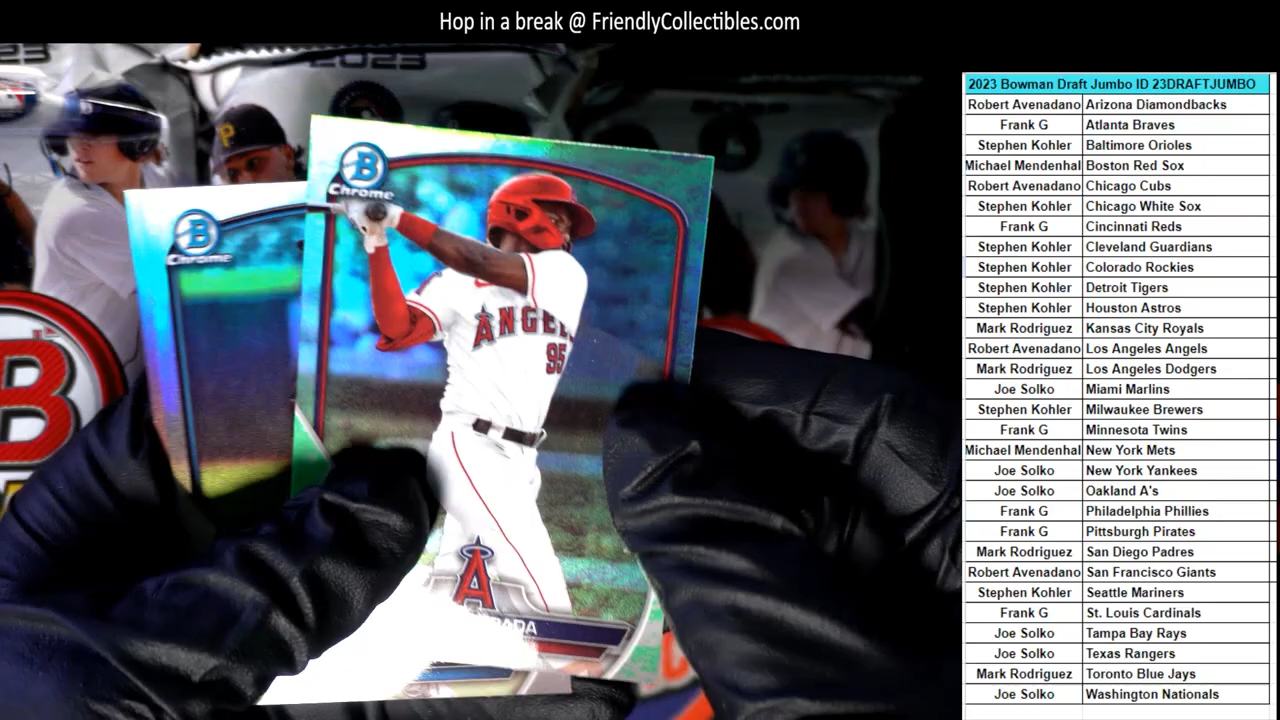 Hop in a break @ FriendlyCollectibles.com
2023
B
Chrome
B
Chrome
P
ANGEL
95
A
B
2023 Bowman Draft Jumbo ID 23DRAFTJUMBO
Robert Avenadano Arizona Diamondbacks
Frank G Atlanta Braves
Stephen Kohler Baltimore Orioles
Michael Mendenhal Boston Red Sox
Robert Avenadano Chicago Cubs
Stephen Kohler Chicago White Sox
Frank G Cincinnati Reds
Stephen Kohler Cleveland Guardians
Stephen Kohler Colorado Rockies
Stephen Kohler Detroit Tigers
Stephen Kohler Houston Astros
Mark Rodriguez Kansas City Royals
Robert Avenadano Los Angeles Angels
Mark Rodriguez Los Angeles Dodgers
Joe Solko Miami Marlins
Stephen Kohler Milwaukee Brewers
Frank G Minnesota Twins
Michael Mendenhal New York Mets
Joe Solko New York Yankees
Joe Solko Oakland A's
Frank G Philadelphia Phillies
Frank G Pittsburgh Pirates
Mark Rodriguez San Diego Padres
Robert Avenadano San Francisco Giants
Stephen Kohler Seattle Mariners
Frank G St. Louis Cardinals
Joe Solko Tampa Bay Rays
Joe Solko Texas Rangers
Mark Rodriguez Toronto Blue Jays
Joe Solko Washington Nationals